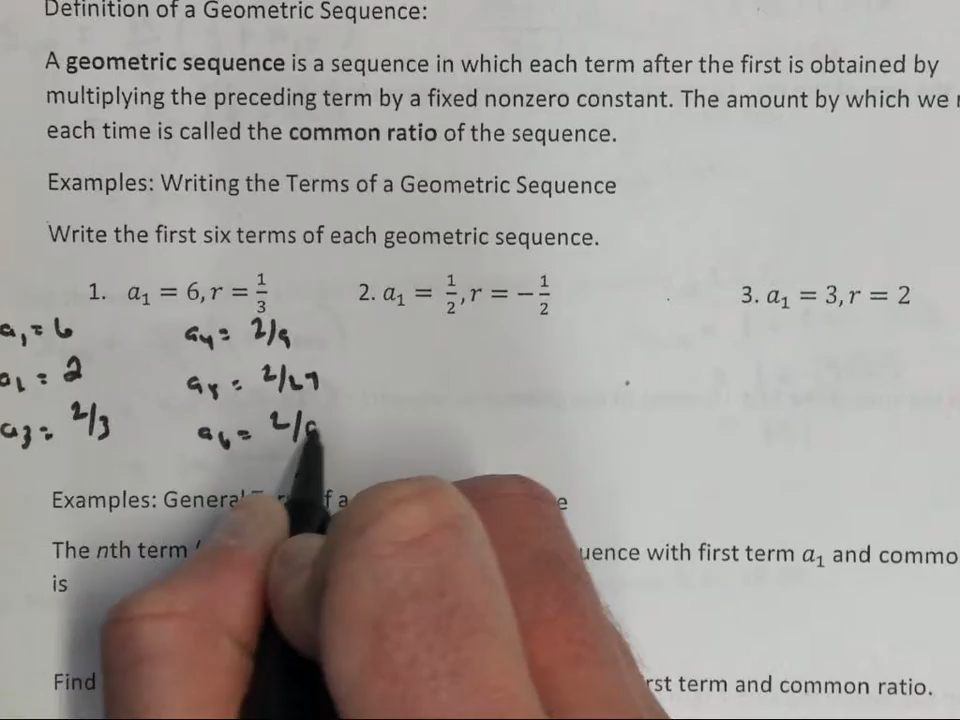 Definition of a Geometric Sequence:
A geometric sequence is a sequence in which each term after the first is obtained by
multiplying the preceding term by a fixed nonzero constant. The amount by which we
each time is called the common ratio of the sequence.
Examples: Writing the Terms of a Geometric Sequence
Write the first six terms of each geometric sequence.
1. a₁ = 6, r = 1/3 2. a₁ = 1/2, r = −1/2 3. a₁ = 3, r = 2
a₁ = 6 a₄ = 2/9
a₂ = 2 a₅ = 2/27
a₃ = 2/3 a₆ = 2/
Examples: General of a
The nth term with first term a₁ and
is
Find term and common ratio.